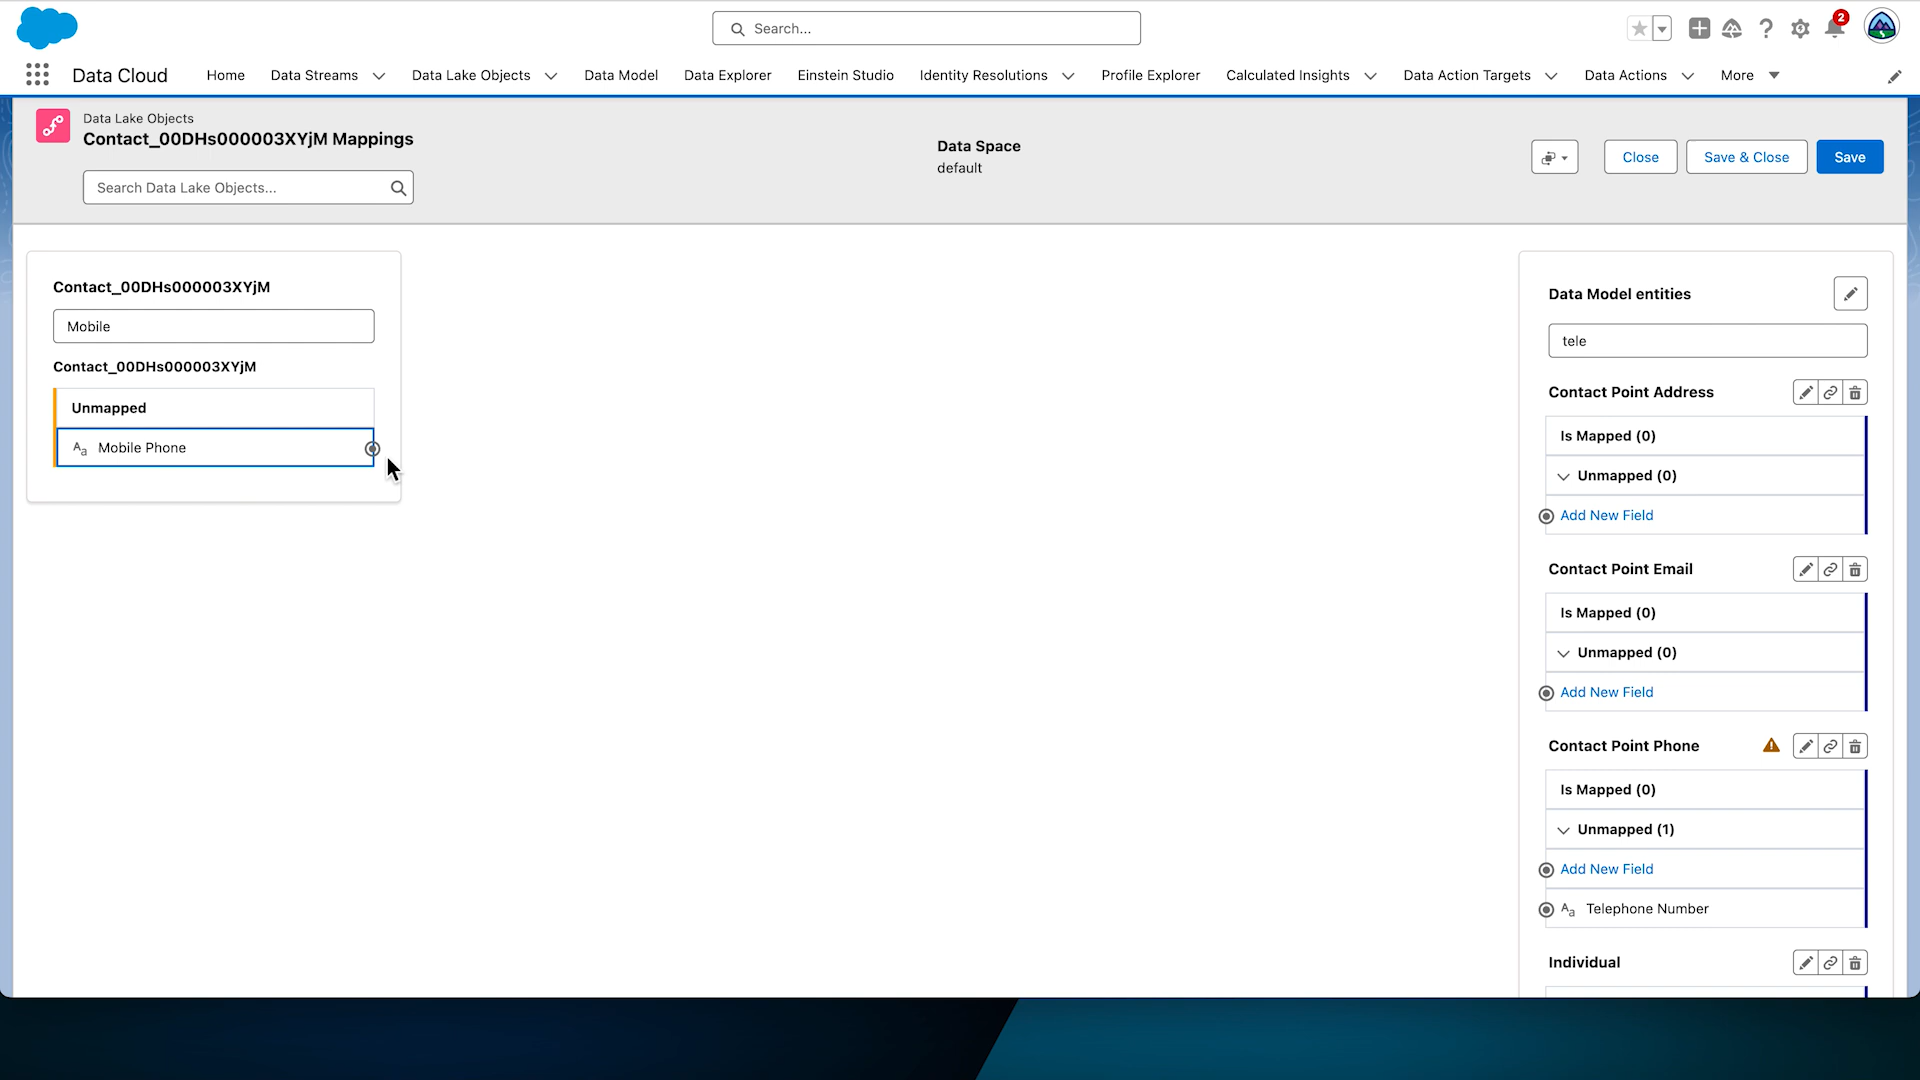 Search...
2
Data Cloud
Home
Data Streams
Data Lake Objects
Data Model
Data Explorer
Einstein Studio
Identity Resolutions
Profile Explorer
Calculated Insights
Data Action Targets
Data Actions
More
Data Lake Objects
Contact_00DHs000003XYjM Mappings
Search Data Lake Objects...
Data Space
default
Close
Save & Close
Save
Contact_00DHs000003XYjM
Mobile
Contact_00DHs000003XYjM
Unmapped
Aa Mobile Phone
Data Model entities
tele
Contact Point Address
Is Mapped (0)
Unmapped (0)
Add New Field
Contact Point Email
Is Mapped (0)
Unmapped (0)
Add New Field
Contact Point Phone
Is Mapped (0)
Unmapped (1)
Add New Field
Aa Telephone Number
Individual